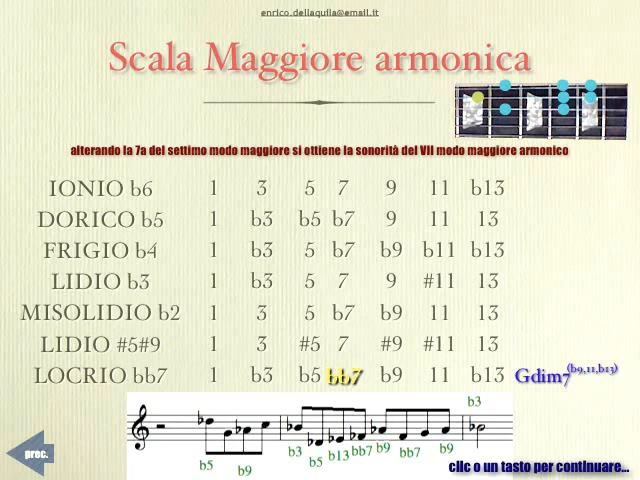 enrico.dellaquila@email.it
Scala Maggiore armonica
alterando la 7a del settimo modo maggiore si ottiene la sonorità del VII modo maggiore armonico
IONIO b6 1 3 5 7 9 11 b13
DORICO b5 1 b3 b5 b7 9 11 13
FRIGIO b4 1 b3 5 b7 b9 b11 b13
LIDIO b3 1 b3 5 7 9 #11 13
MISOLIDIO b2 1 3 5 b7 b9 11 13
LIDIO #5#9 1 3 #5 7 #9 #11 13
LOCRIO bb7 1 b3 b5 bb7 b9 11 b13 Gdim7(b9,11,b13)
b3
b5 b9 b3 b5 b13 bb7 b9 bb7 b9
prec.
clic o un tasto per continuare...